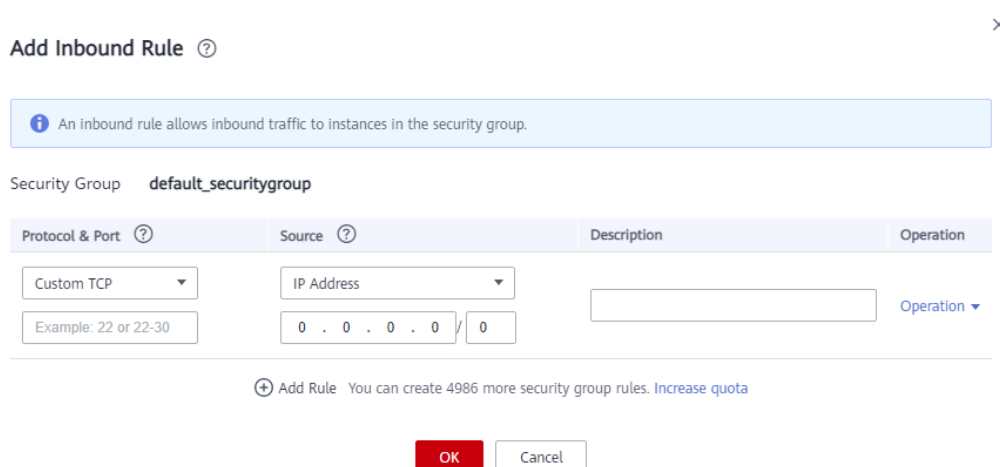 Add Inbound Rule ?
An inbound rule allows inbound traffic to instances in the security group.
Security Group default_securitygroup
Protocol & Port ? Source ? Description Operation
Custom TCP IP Address
Operation
Example: 22 or 22-30 0 . 0 . 0 . 0 / 0
Add Rule You can create 4986 more security group rules. Increase quota
OK Cancel